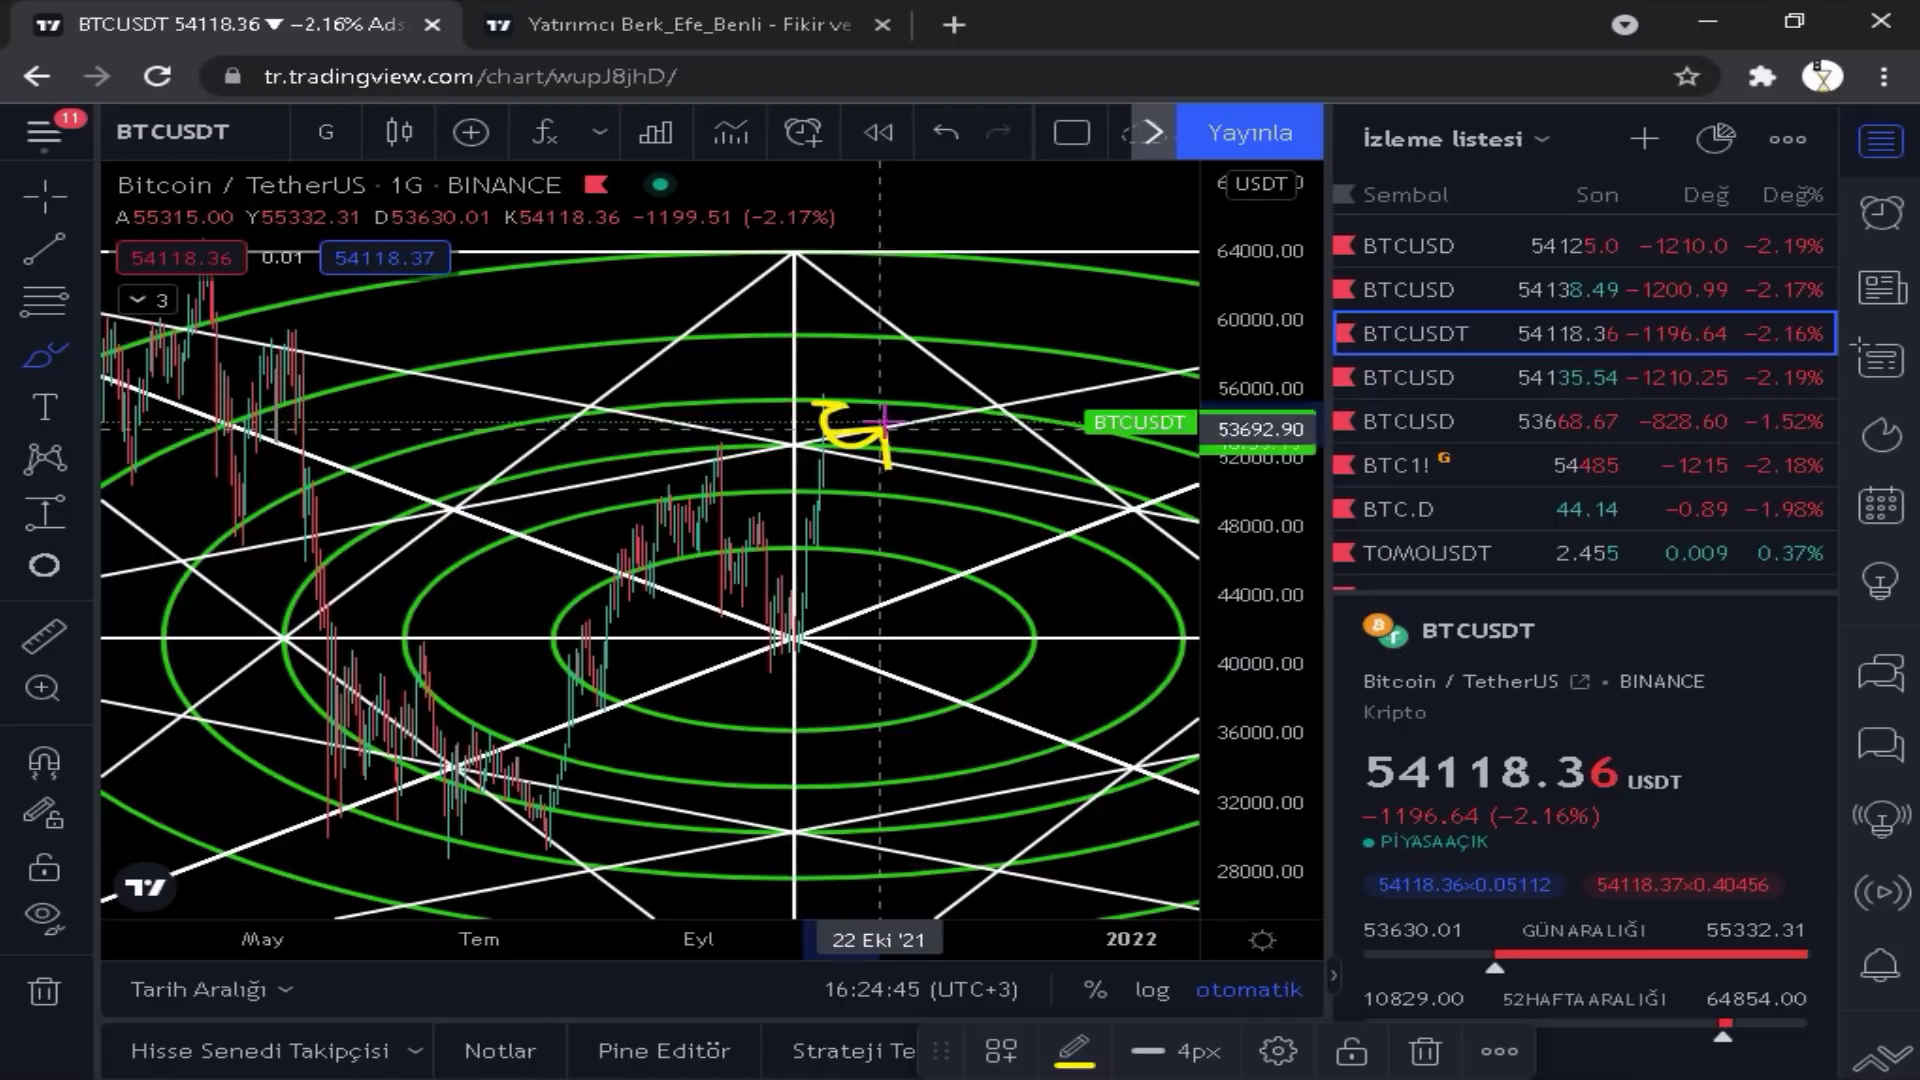 BTCUSDT 54118.36 ▼ −2.16% Ads
Yatırımcı Berk_Efe_Benli - Fikir ve
tr.tradingview.com/chart/wupJ8jhD/
11
BTCUSDT
G
Yayınla
İzleme listesi
Bitcoin / TetherUS · 1G · BINANCE
USDT
A55315.00 Y55332.31 D53630.01 K54118.36 −1199.51 (−2.17%)
54118.36 0.01 54118.37
3
64000.00
60000.00
56000.00
BTCUSDT 53692.90
52000.00
48000.00
44000.00
40000.00
36000.00
32000.00
28000.00
May
Tem
Eyl
22 Eki '21
2022
Tarih Aralığı
16:24:45 (UTC+3)
%
log
otomatik
Hisse Senedi Takipçisi
Notlar
Pine Editör
Strateji Te
4px
Sembol Son Değ Değ%
BTCUSD 54125.0 −1210.0 −2.19%
BTCUSD 54138.49 −1200.99 −2.17%
BTCUSDT 54118.36 −1196.64 −2.16%
BTCUSD 54135.54 −1210.25 −2.19%
BTCUSD 53668.67 −828.60 −1.52%
BTC1! G 54485 −1215 −2.18%
BTC.D 44.14 −0.89 −1.98%
TOMOUSDT 2.455 0.009 0.37%
BTCUSDT
Bitcoin / TetherUS • BINANCE
Kripto
54118.36 USDT
−1196.64 (−2.16%)
PİYASA AÇIK
54118.36×0.05112 54118.37×0.40456
53630.01 GÜN ARALIĞI 55332.31
10829.00 52HAFTA ARALIĞI 64854.00